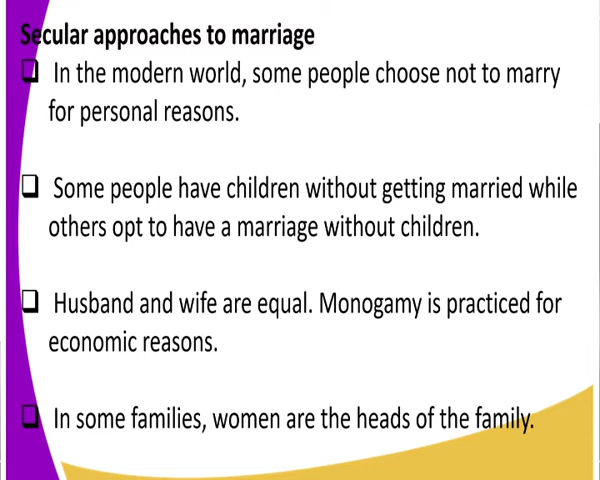 Secular approaches to marriage
❑ In the modern world, some people choose not to marry
for personal reasons.
❑ Some people have children without getting married while
others opt to have a marriage without children.
❑ Husband and wife are equal. Monogamy is practiced for
economic reasons.
❑ In some families, women are the heads of the family.